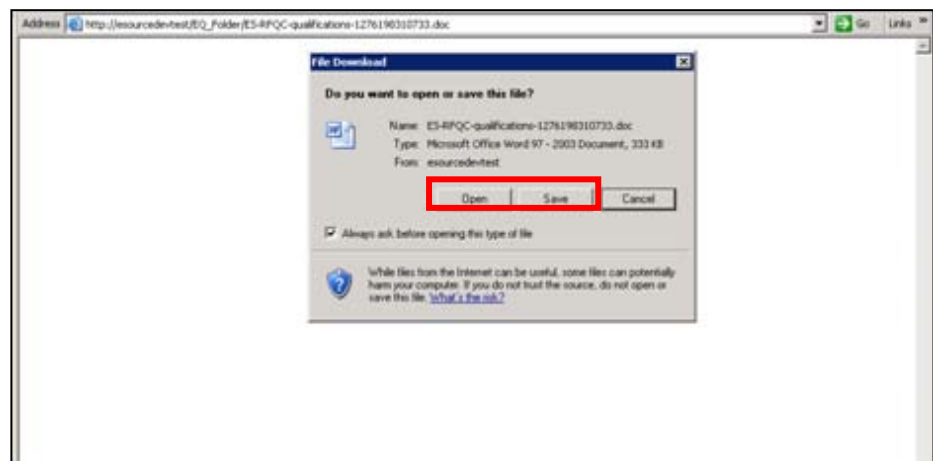 Address http://esourcedevtest/EQ_Folder/ES-RFQC-qualifications-1276198310733.doc Go Links »
File Download
Do you want to open or save this file?
Name: ES-RFQC-qualifications-1276198310733.doc
Type: Microsoft Office Word 97 - 2003 Document, 333 KB
From: esourcedevtest
Open Save Cancel
Always ask before opening this type of file
While files from the Internet can be useful, some files can potentially
harm your computer. If you do not trust the source, do not open or
save this file. What's the risk?